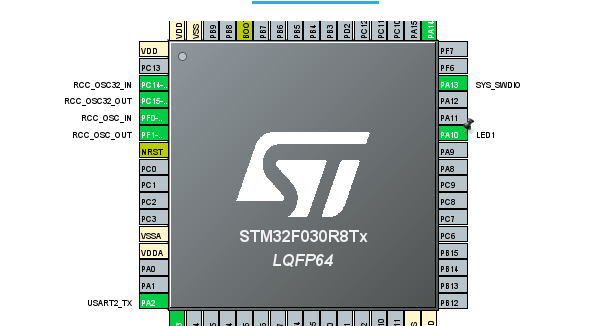 VDD
VSS
PB9
PB8
BOO
PB7
PB6
PB5
PB4
PB3
PD2
PC12
PC11
PC10
PA15
PA14
VDD
PC13
RCC_OSC32_IN PC14-..
RCC_OSC32_OUT PC15-..
RCC_OSC_IN PF0-..
RCC_OSC_OUT PF1-..
NRST
PC0
PC1
PC2
PC3
VSSA
VDDA
PA0
PA1
USART2_TX PA2
PF7
PF6
PA13 SYS_SWDIO
PA12
PA11
PA10 LED1
PA9
PA8
PC9
PC8
PC7
PC6
PB15
PB14
PB13
PB12
ST
STM32F030R8Tx
LQFP64